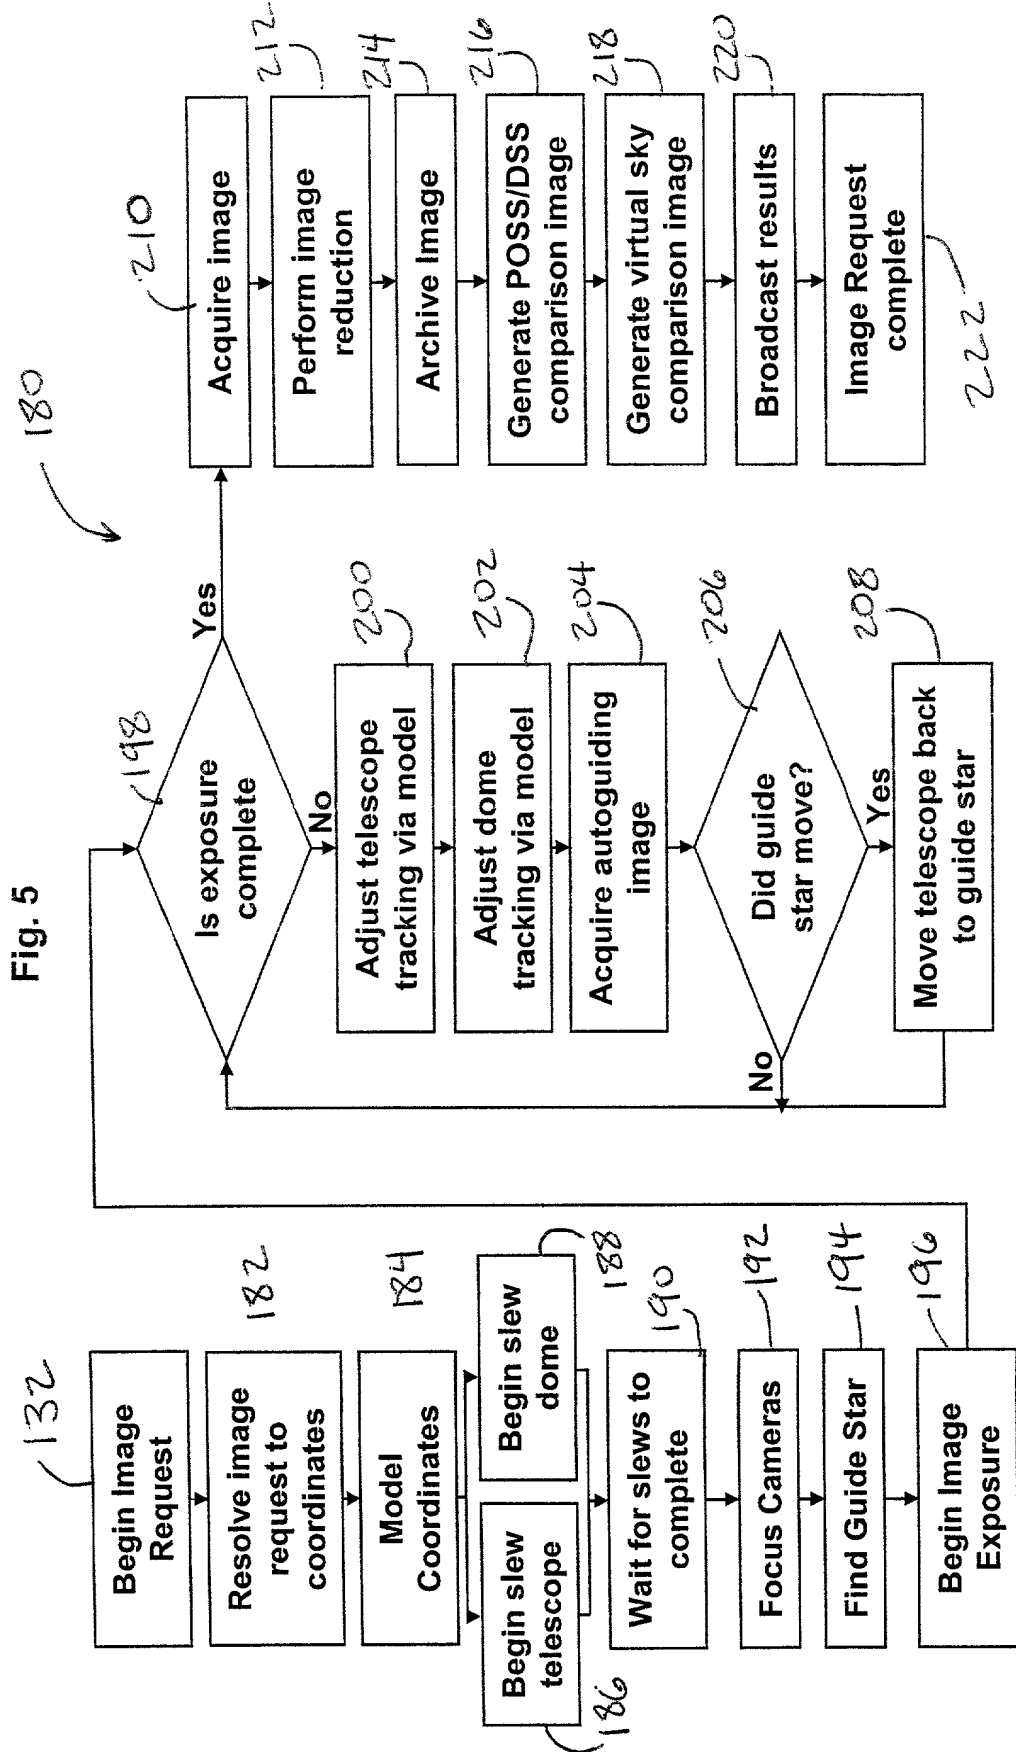 Fig. 5
180
132
Begin Image
Request
182
Resolve image
request to
coordinates
184
Model
Coordinates
186
Begin slew
telescope
188
Begin slew
dome
190
Wait for slews to
complete
192
Focus Cameras
194
Find Guide Star
196
Begin Image
Exposure
198
Is exposure
complete
Yes
No
200
Adjust telescope
tracking via model
202
Adjust dome
tracking via model
204
Acquire autoguiding
image
206
Did guide
star move?
No
Yes
208
Move telescope back
to guide star
210
Acquire image
212
Perform image
reduction
214
Archive Image
216
Generate POSS/DSS
comparison image
218
Generate virtual sky
comparison image
220
Broadcast results
Image Request
complete
222